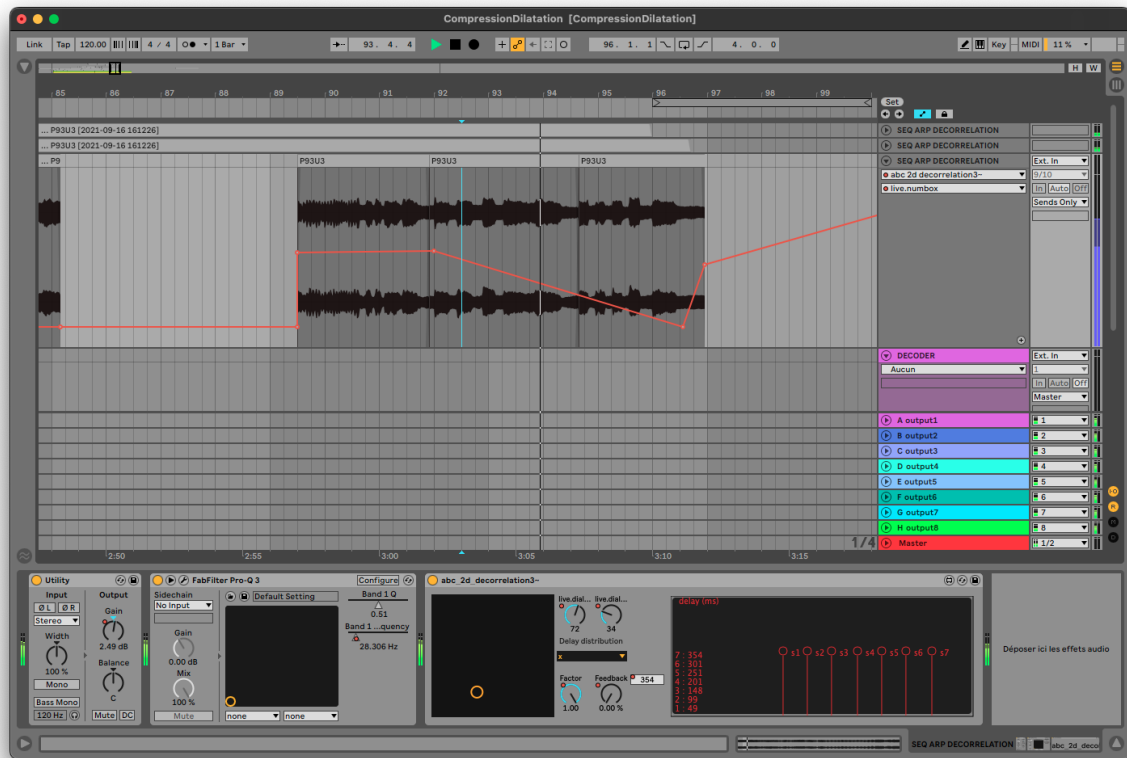 CompressionDilatation [CompressionDilatation]
Link Tap 120.00 4 / 4 1 Bar 93. 4. 4 96. 1. 1 4. 0. 0 Key MIDI 11 %
H W
85 86 87 88 89 90 91 92 93 94 95 96 97 98 99
Set
... P93U3 [2021-09-16 161226] SEQ ARP DECORRELATION
... P93U3 [2021-09-16 161226] SEQ ARP DECORRELATION
... P9 P93U3 P93U3 P93U3 SEQ ARP DECORRELATION Ext. In
abc 2d decorrelation3~ 9/10
live.numbox In Auto Off
Sends Only
DECODER Ext. In
Aucun 1
In Auto Off
Master
A output1 1
B output2 2
C output3 3
D output4 4
E output5 5
F output6 6
G output7 7
H output8 8
1/4 Master 1/2
2:50 2:55 3:00 3:05 3:10 3:15
Utility
Input Output
Ø L Ø R Gain
Stereo
2.49 dB
Width
100 % Balance
Mono C
Bass Mono
120 Hz Mute DC
FabFilter Pro-Q 3 Configure
Sidechain
No Input Default Setting
Gain
0.00 dB
Mix
100 %
Mute none none
Band 1 Q
0.51
Band 1 ...quency
28.306 Hz
abc_2d_decorrelation3~
live.dial... live.dial...
72 34
Delay distribution
x
Factor Feedback 354
1.00 0.00 %
delay (ms)
7 : 354
6 : 301
5 : 251
4 : 201
3 : 148
2 : 99
1 : 49
s1 s2 s3 s4 s5 s6 s7
Déposer ici les effets audio
SEQ ARP DECORRELATION abc_2d_deco